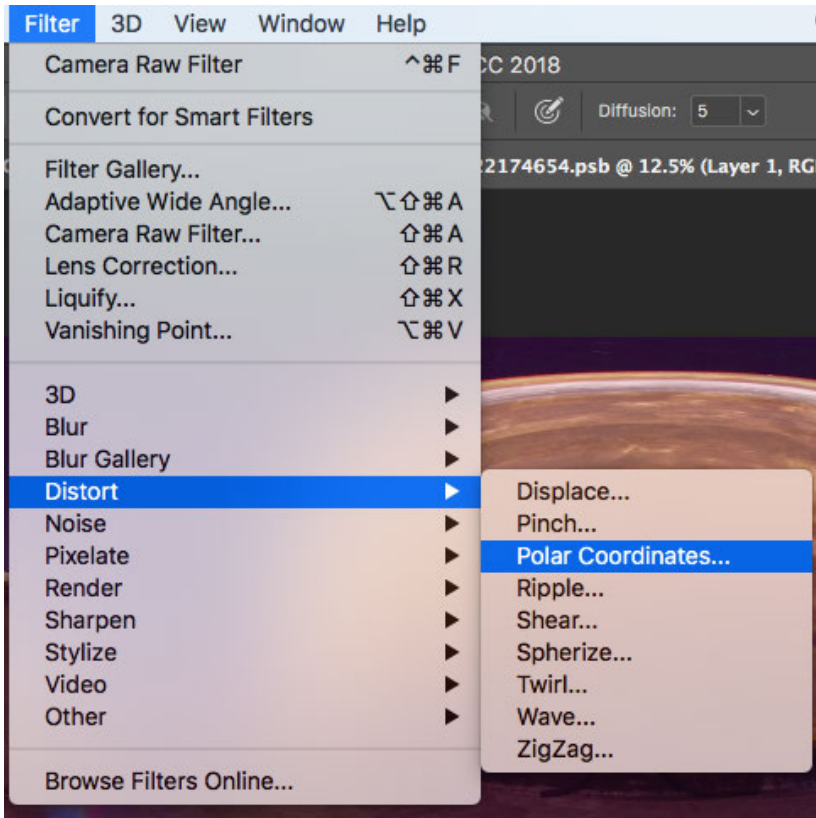 Filter 3D View Window Help
Camera Raw Filter ^⌘F CC 2018
Convert for Smart Filters Diffusion: 5
Filter Gallery... 22174654.psb @ 12.5% (Layer 1, RG
Adaptive Wide Angle... ⌥⇧⌘A
Camera Raw Filter... ⇧⌘A
Lens Correction... ⇧⌘R
Liquify... ⇧⌘X
Vanishing Point... ⌥⌘V
3D
Blur
Blur Gallery
Distort Displace...
Noise Pinch...
Pixelate Polar Coordinates...
Render Ripple...
Sharpen Shear...
Stylize Spherize...
Video Twirl...
Other Wave...
ZigZag...
Browse Filters Online...